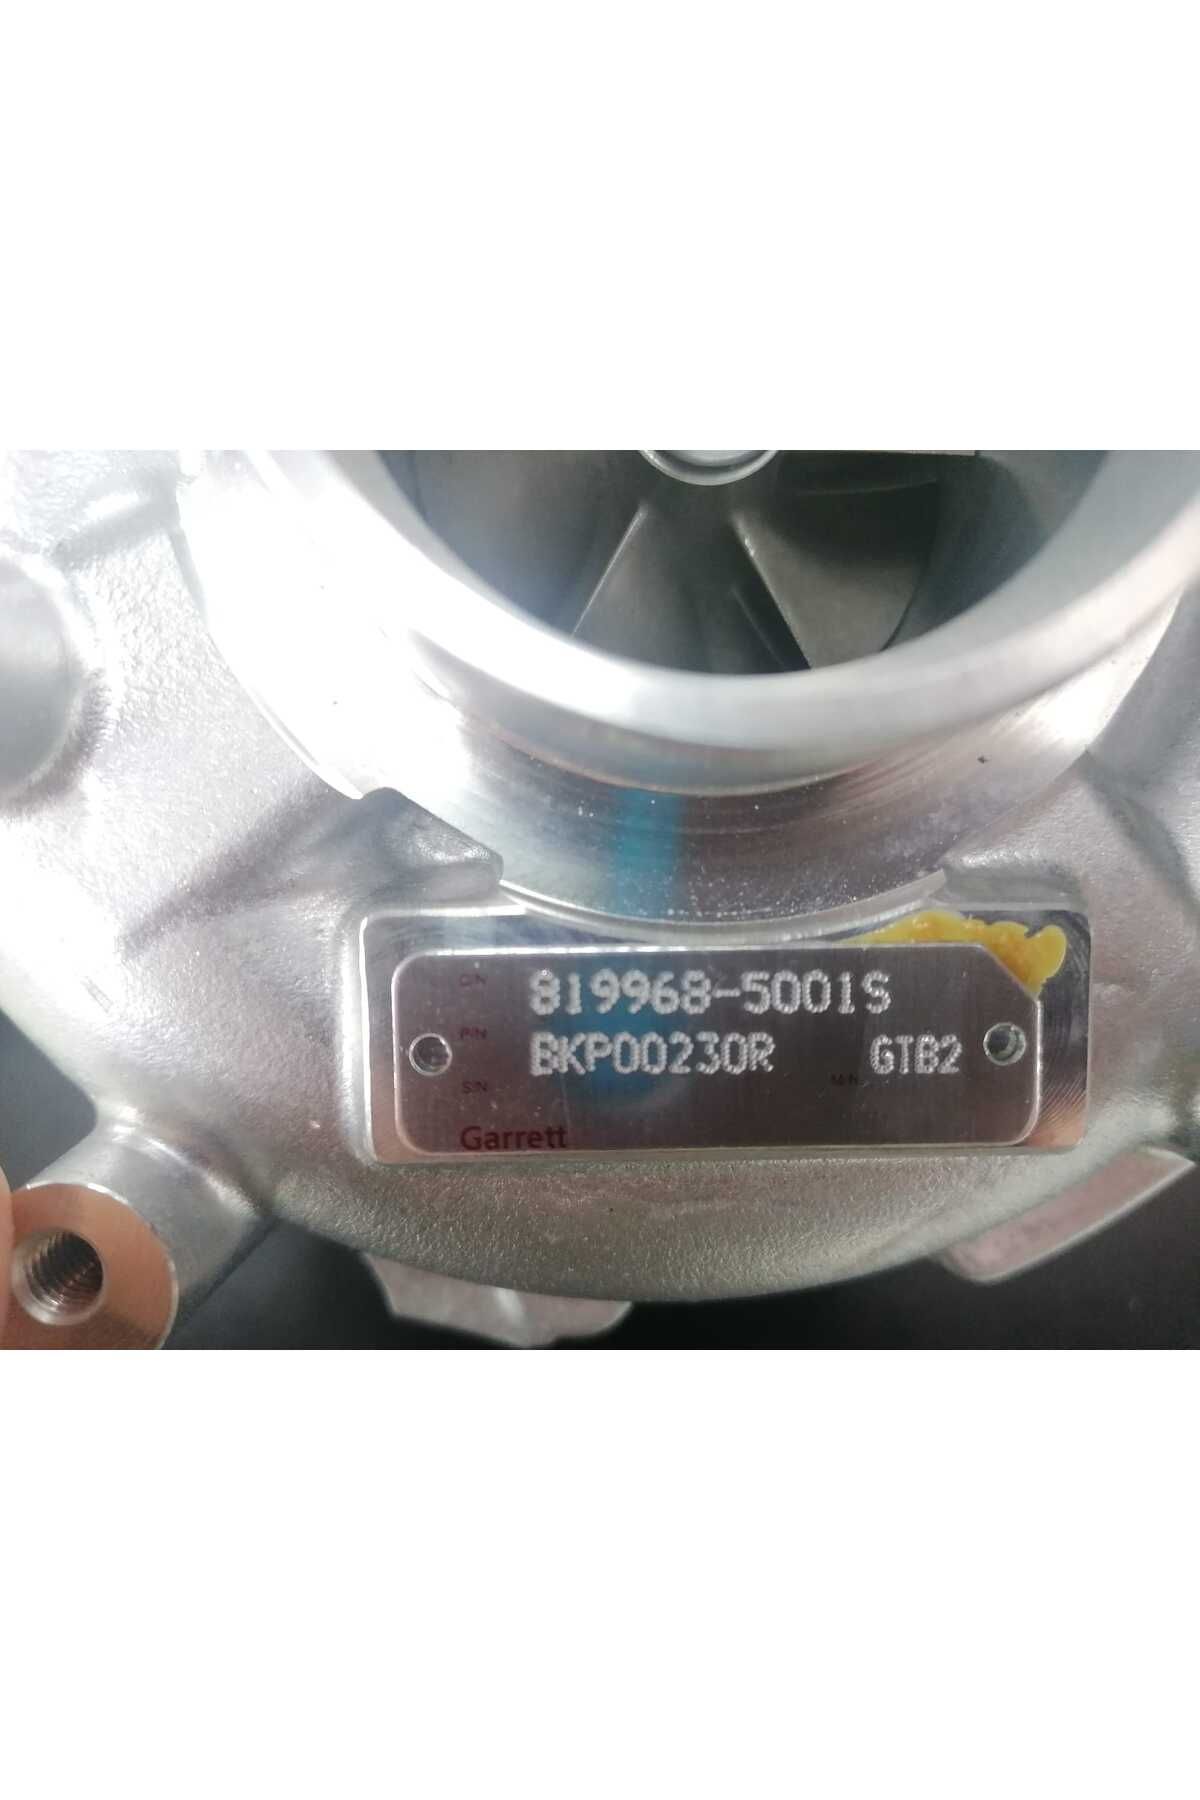 C/N 819968-5001S
P/N BKP00230R M/N GTB2
S/N
Garrett